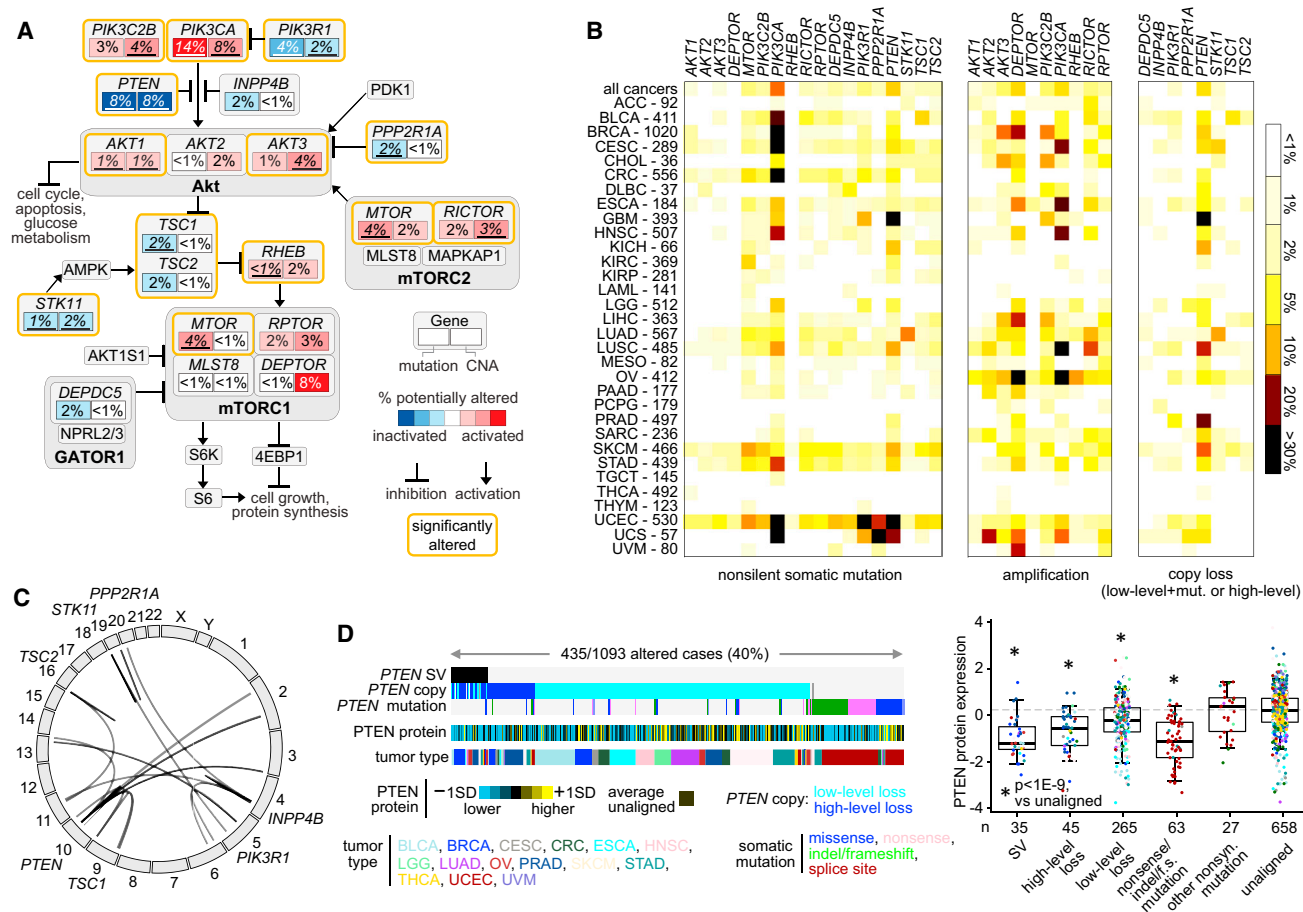 A
PIK3C2B
3% 4%
PIK3CA
14% 8%
PIK3R1
4% 2%
PTEN
8% 8%
INPP4B
2% <1%
PDK1
PPP2R1A
2% <1%
AKT1
1% 1%
AKT2
<1% 2%
AKT3
1% 4%
Akt
cell cycle,
apoptosis,
glucose
metabolism
TSC1
2% <1%
TSC2
2% <1%
MTOR
4% 2%
RICTOR
2% 3%
MLST8
MAPKAP1
mTORC2
RHEB
<1% 2%
AMPK
STK11
1% 2%
MTOR
4% <1%
RPTOR
2% 3%
MLST8
<1% <1%
DEPTOR
<1% 8%
mTORC1
AKT1S1
DEPDC5
2% <1%
NPRL2/3
GATOR1
S6K
4EBP1
S6
cell growth,
protein synthesis
Gene
mutation
CNA
% potentially altered
inactivated
activated
inhibition
activation
significantly
altered
B
AKT1
AKT2
AKT3
DEPTOR
MTOR
PIK3C2B
PIK3CA
RHEB
RICTOR
RPTOR
DEPDC5
INPP4B
PIK3R1
PPP2R1A
PTEN
STK11
TSC1
TSC2
AKT1
AKT2
AKT3
DEPTOR
MTOR
PIK3C2B
PIK3CA
RHEB
RICTOR
RPTOR
DEPDC5
INPP4B
PIK3R1
PPP2R1A
PTEN
STK11
TSC1
TSC2
all cancers
ACC - 92
BLCA - 411
BRCA - 1020
CESC - 289
CHOL - 36
CRC - 556
DLBC - 37
ESCA - 184
GBM - 393
HNSC - 507
KICH - 66
KIRC - 369
KIRP - 281
LAML - 141
LGG - 512
LIHC - 363
LUAD - 567
LUSC - 485
MESO - 82
OV - 412
PAAD - 177
PCPG - 179
PRAD - 497
SARC - 236
SKCM - 466
STAD - 439
TGCT - 145
THCA - 492
THYM - 123
UCEC - 530
UCS - 57
UVM - 80
nonsilent somatic mutation
amplification
copy loss
(low-level+mut. or high-level)
<1%
1%
2%
5%
10%
20%
>30%
C
X
Y
1
2
3
4
5
6
7
8
9
10
11
12
13
14
15
16
17
18
19
20
21
22
PPP2R1A
STK11
TSC2
PTEN
TSC1
INPP4B
PIK3R1
D
435/1093 altered cases (40%)
PTEN SV
PTEN copy
PTEN mutation
PTEN protein
tumor type
PTEN
protein
−1SD
+1SD
lower
higher
average
unaligned
PTEN copy: low-level loss
high-level loss
tumor
type
BLCA, BRCA, CESC, CRC, ESCA, HNSC,
LGG, LUAD, OV, PRAD, SKCM, STAD,
THCA, UCEC, UVM
somatic
mutation
missense, nonsense,
indel/frameshift,
splice site
PTEN protein expression
4
2
0
-2
-4
*
*
*
*
* p<1E-9
vs unaligned
n
35
45
265
63
27
658
SV
high-level
loss
low-level
loss
nonsense/
indel/f.s.
mutation
other nonsyn.
mutation
unaligned